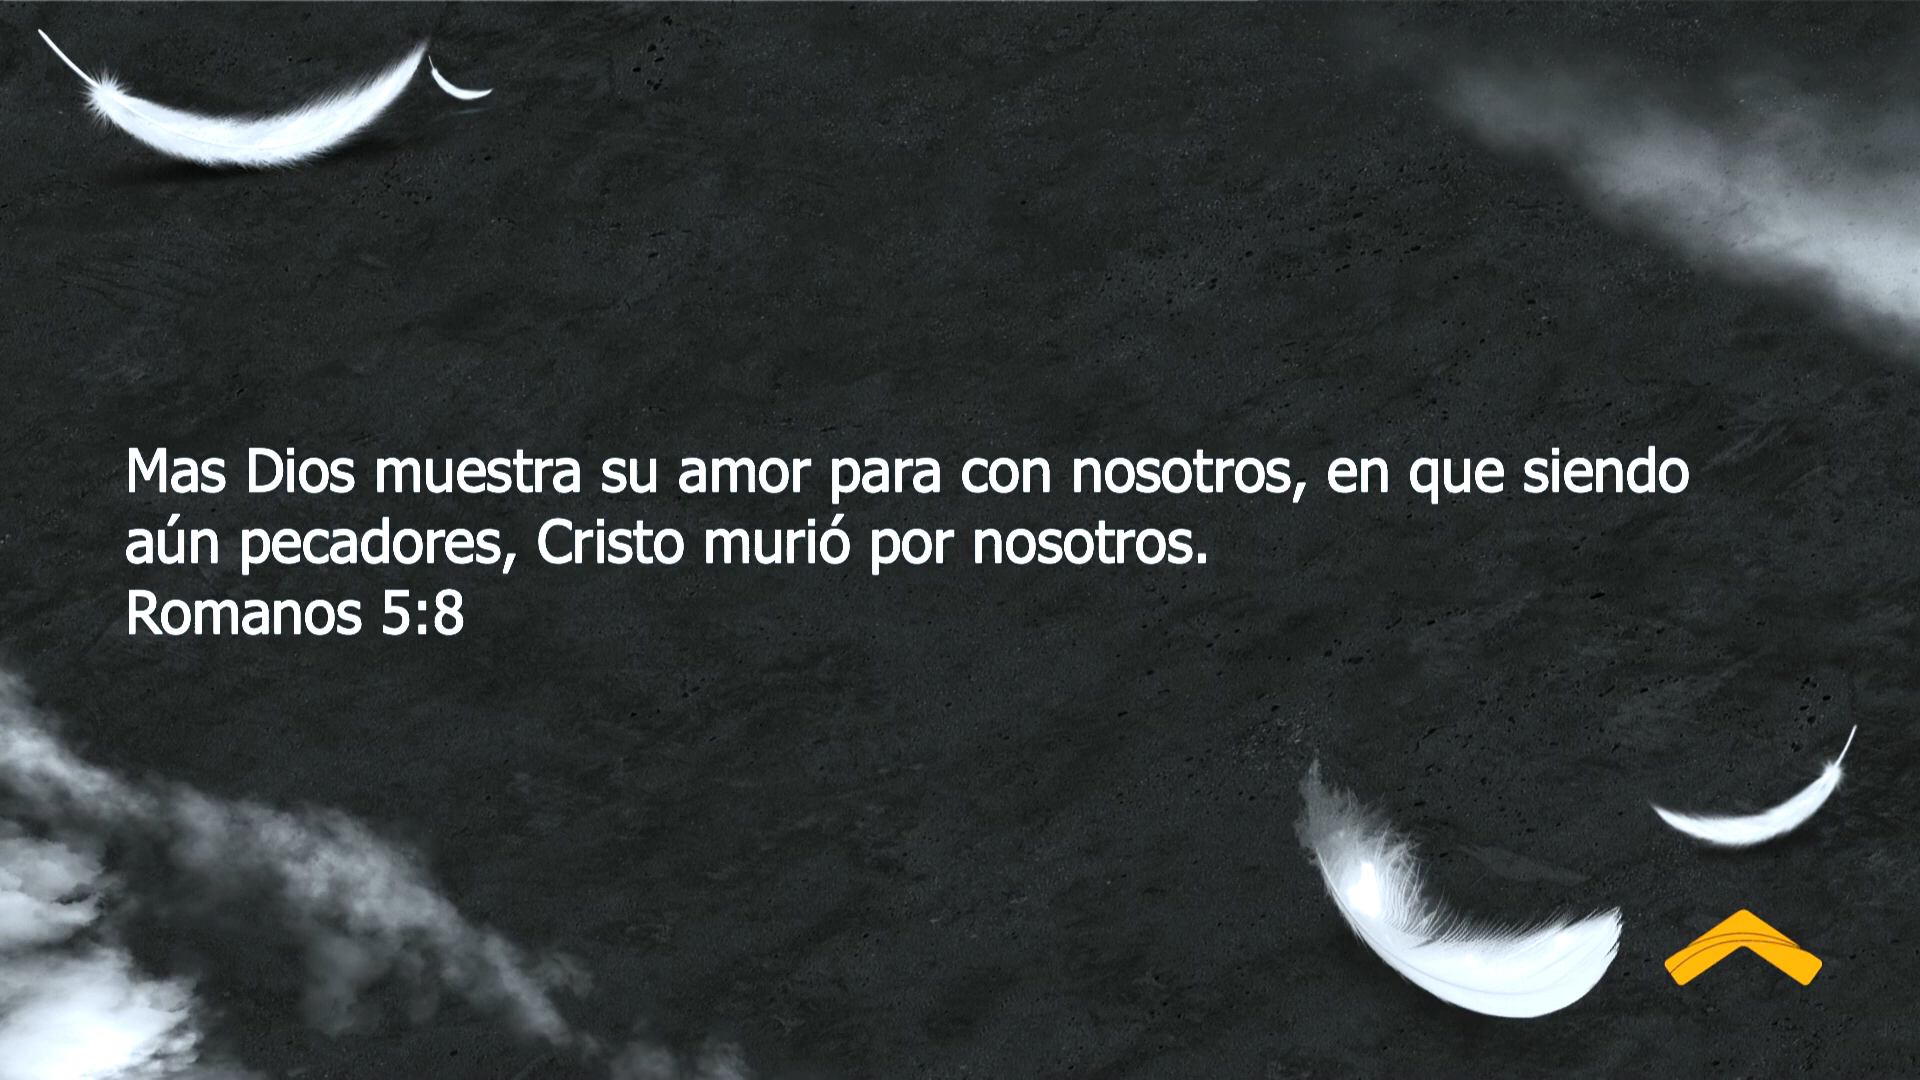 Mas Dios muestra su amor para con nosotros, en que siendo
aún pecadores, Cristo murió por nosotros.
Romanos 5:8